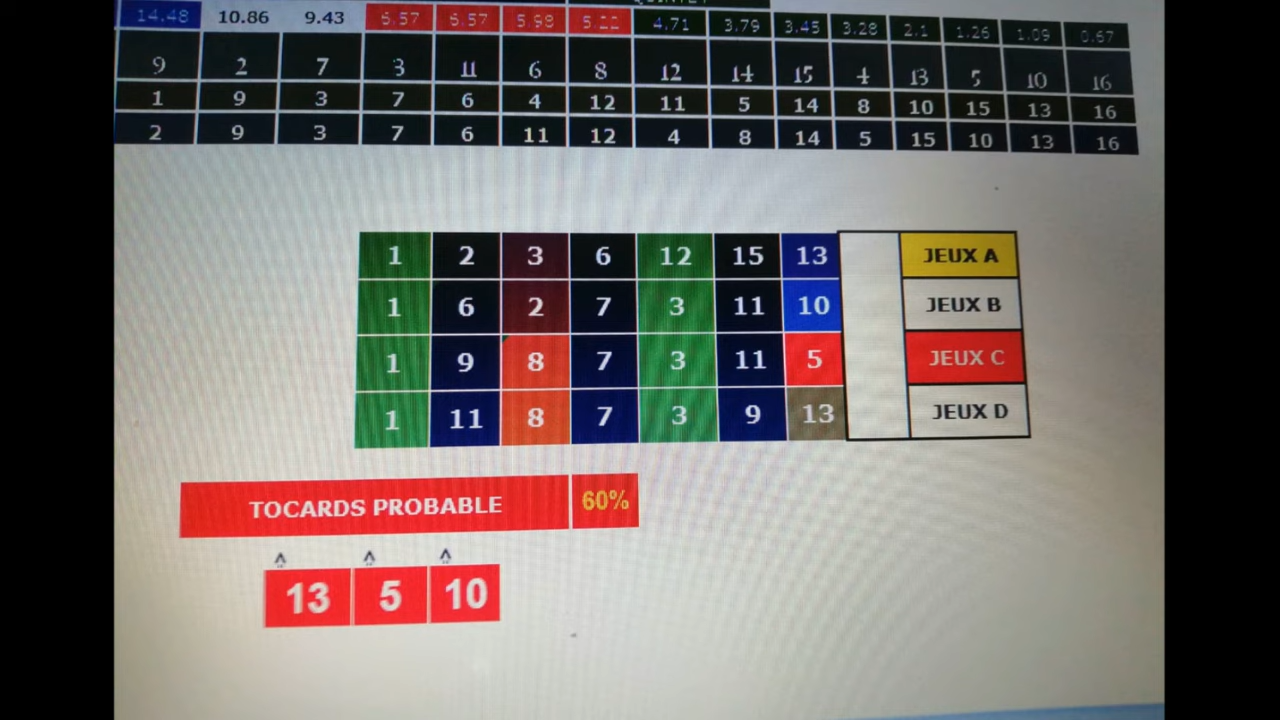 14.48 10.86 9.43 5.57 5.57 4.71 3.79 3.45 3.28 2.1 1.26 1.09 0.67
9 2 7 3 11 6 8 12 14 15 4 13 5 10 16
1 9 3 7 6 4 12 11 5 14 8 10 15 13 16
2 9 3 7 6 11 12 4 8 14 5 15 10 13 16
1 2 3 6 12 15 13 JEUX A
1 6 2 7 3 11 10 JEUX B
1 9 8 7 3 11 5 JEUX C
1 11 8 7 3 9 13 JEUX D
TOCARDS PROBABLE 60%
^ ^ ^
13 5 10